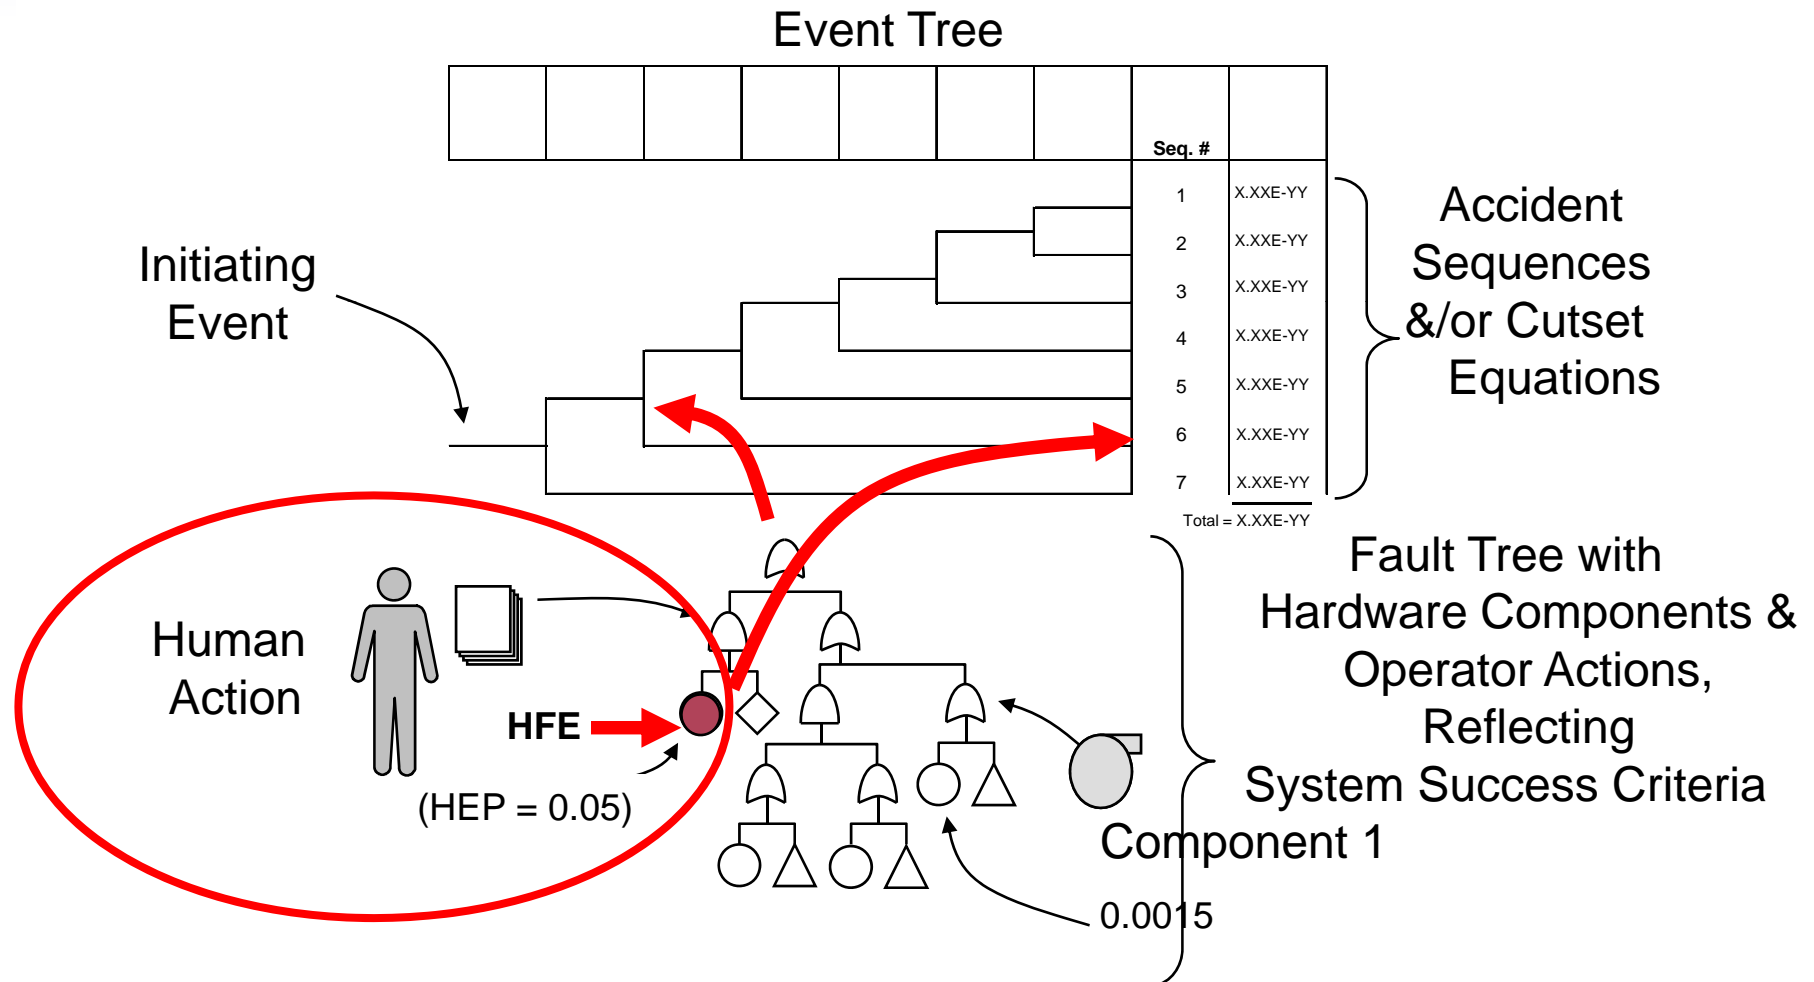 Event Tree
Seq. #
1 X.XXE-YY
2 X.XXE-YY
3 X.XXE-YY
4 X.XXE-YY
5 X.XXE-YY
6 X.XXE-YY
7 X.XXE-YY
Total = X.XXE-YY
Initiating
Event
Accident
Sequences
&/or Cutset
Equations
Human
Action
HFE
(HEP = 0.05)
Fault Tree with
Hardware Components &
Operator Actions,
Reflecting
System Success Criteria
Component 1
0.0015